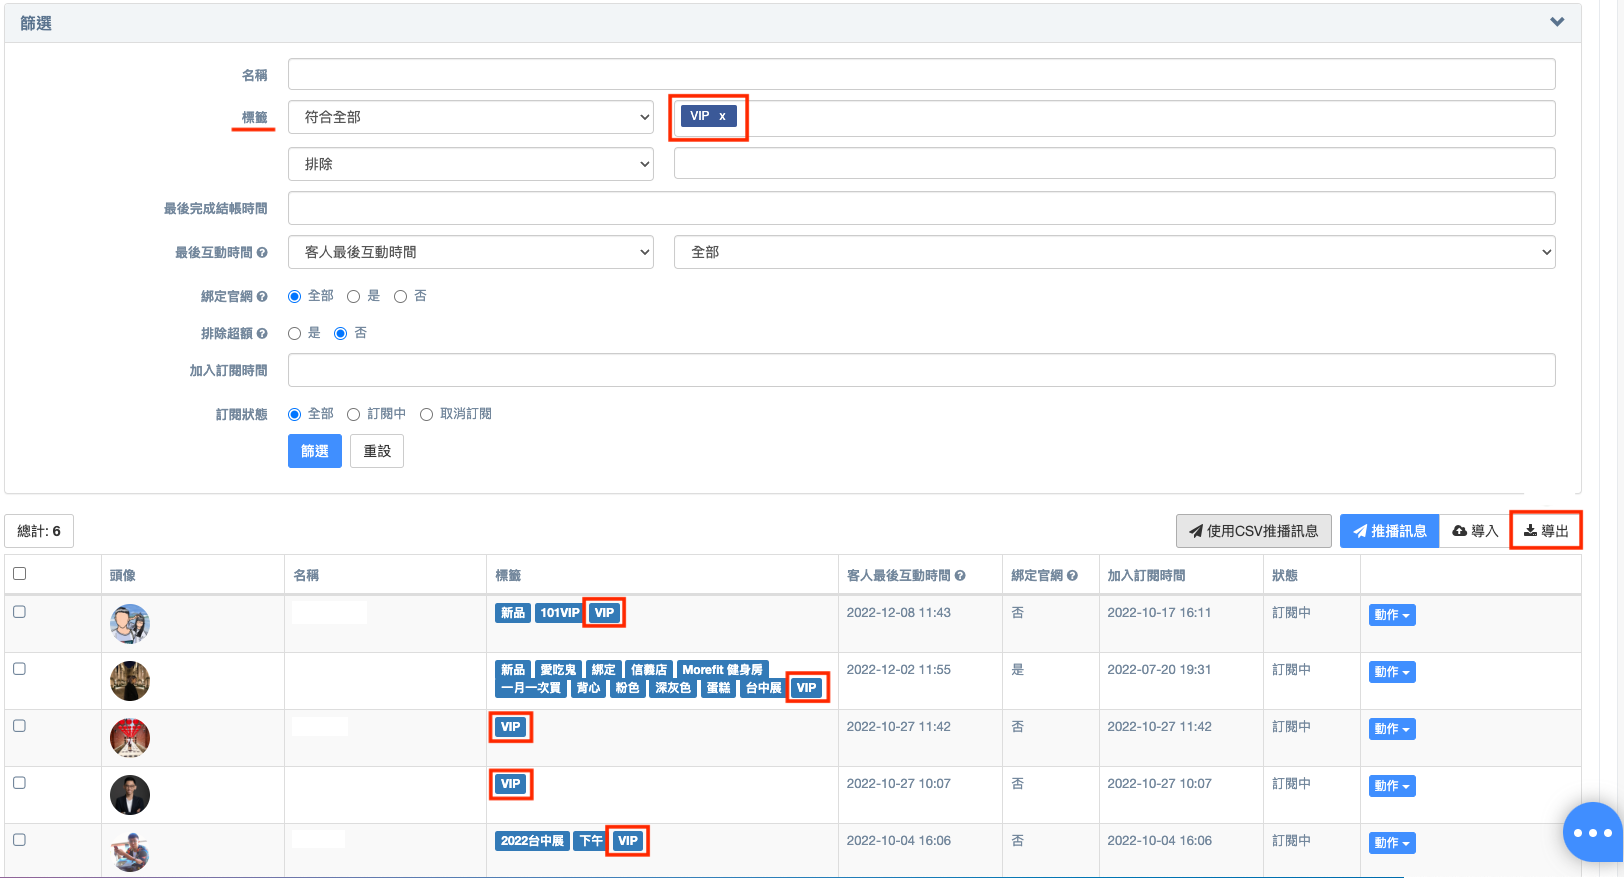 篩選
名稱
標籤 符合全部 VIP x
排除
最後完成結帳時間
最後互動時間 客人最後互動時間 全部
綁定官網 全部 是 否
排除超額 是 否
加入訂閱時間
訂閱狀態 全部 訂閱中 取消訂閱
篩選 重設
總計: 6 使用CSV推播訊息 推播訊息 導入 導出
頭像 名稱 標籤 客人最後互動時間 綁定官網 加入訂閱時間 狀態
新品 101VIP VIP 2022-12-08 11:43 否 2022-10-17 16:11 訂閱中 動作
新品 愛吃鬼 綁定 信義店 Morefit 健身房 2022-12-02 11:55 是 2022-07-20 19:31 訂閱中 動作
一月一次買 背心 粉色 深灰色 蛋糕 台中展 VIP
VIP 2022-10-27 11:42 否 2022-10-27 11:42 訂閱中 動作
VIP 2022-10-27 10:07 否 2022-10-27 10:07 訂閱中 動作
2022台中展 下午 VIP 2022-10-04 16:06 否 2022-10-04 16:06 訂閱中 動作